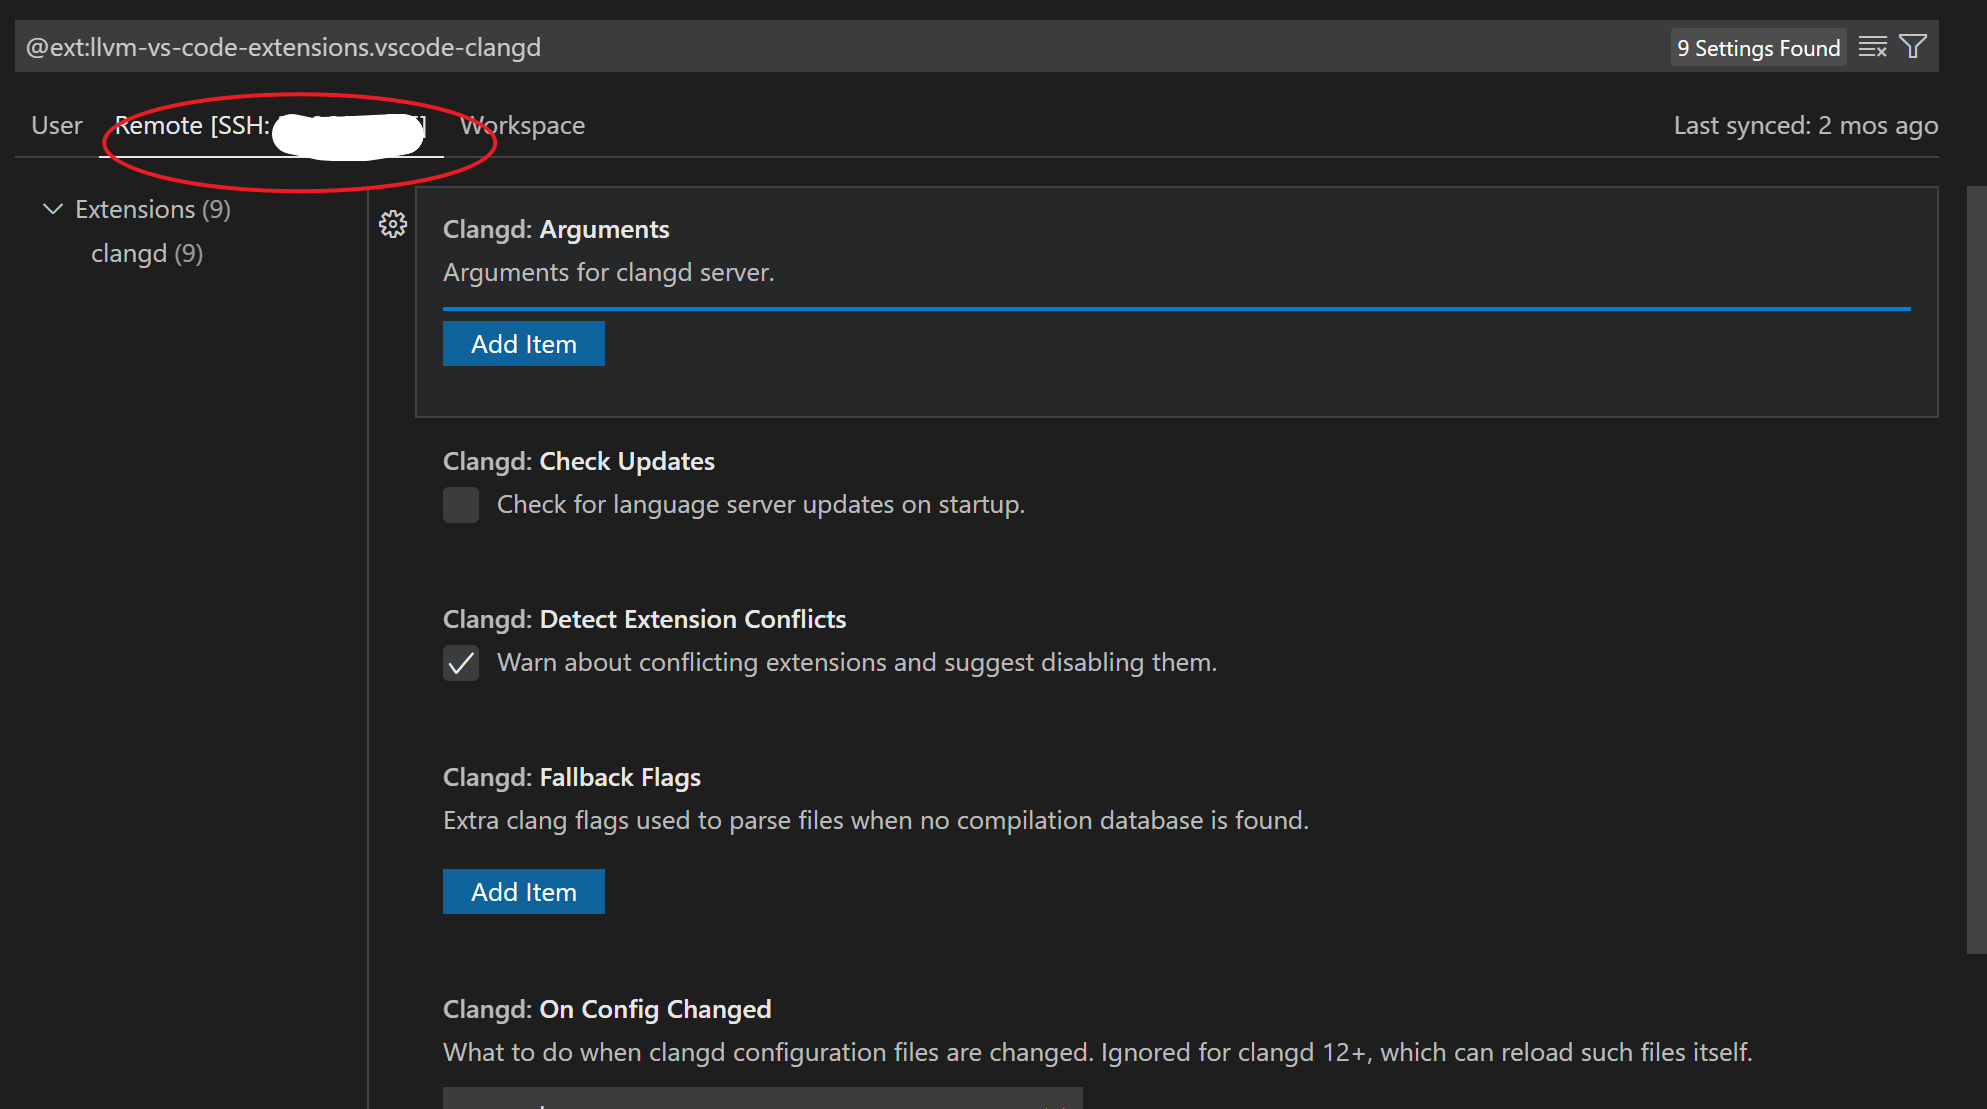 @ext:llvm-vs-code-extensions.vscode-clangd
9 Settings Found
User Remote [SSH: ] Workspace
Last synced: 2 mos ago
Extensions (9)
clangd (9)
Clangd: Arguments
Arguments for clangd server.
Add Item
Clangd: Check Updates
Check for language server updates on startup.
Clangd: Detect Extension Conflicts
Warn about conflicting extensions and suggest disabling them.
Clangd: Fallback Flags
Extra clang flags used to parse files when no compilation database is found.
Add Item
Clangd: On Config Changed
What to do when clangd configuration files are changed. Ignored for clangd 12+, which can reload such files itself.